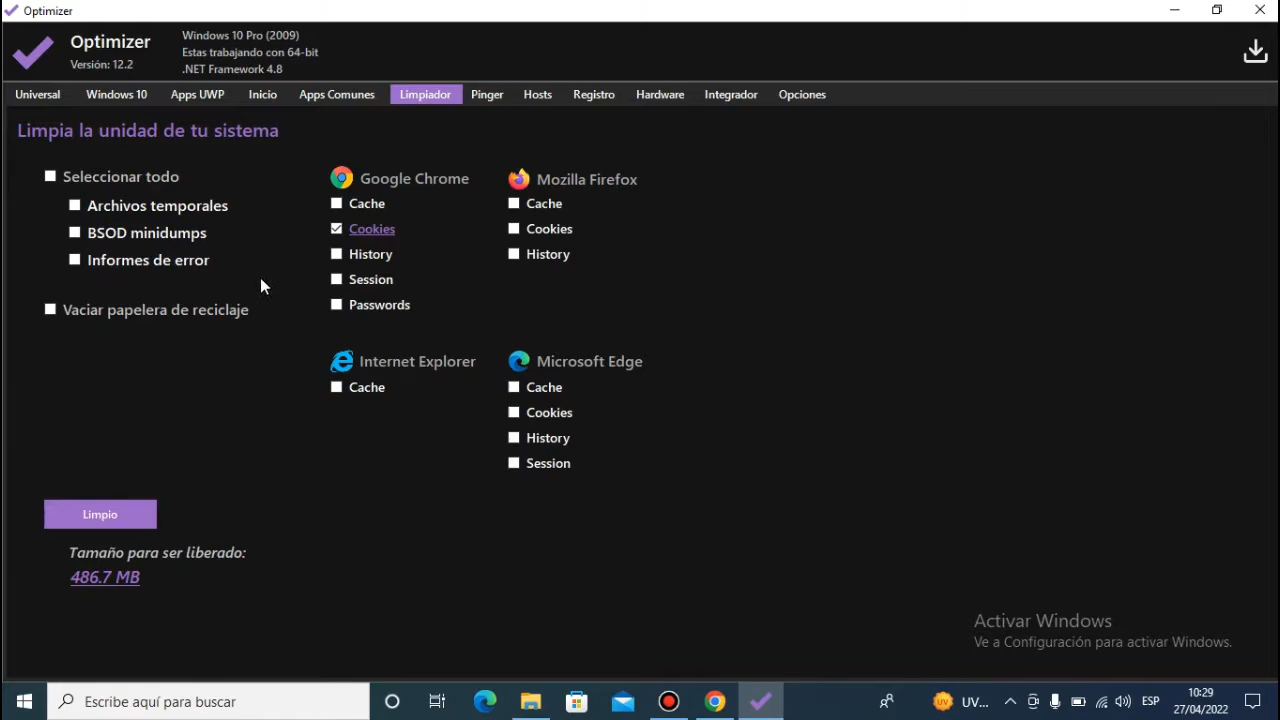 Optimizer
Optimizer
Versión: 12.2
Windows 10 Pro (2009)
Estas trabajando con 64-bit
.NET Framework 4.8
Universal Windows 10 Apps UWP Inicio Apps Comunes Limpiador Pinger Hosts Registro Hardware Integrador Opciones
Limpia la unidad de tu sistema
Seleccionar todo
Archivos temporales
BSOD minidumps
Informes de error
Vaciar papelera de reciclaje
Google Chrome
Cache
Cookies
History
Session
Passwords
Mozilla Firefox
Cache
Cookies
History
Internet Explorer
Cache
Microsoft Edge
Cache
Cookies
History
Session
Limpio
Tamaño para ser liberado:
486.7 MB
Activar Windows
Ve a Configuración para activar Windows.
Escribe aquí para buscar
UV
UV...
ESP
10:29
27/04/2022